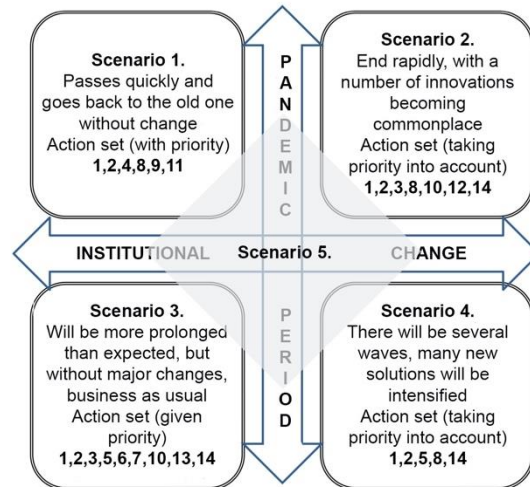 Scenario 1.
Passes quickly and
goes back to the old one
without change
Action set (with priority)
1,2,4,8,9,11
PANDEMIC
Scenario 2.
End rapidly, with a
number of innovations
becoming
commonplace
Action set (taking
priority into account)
1,2,3,8,10,12,14
INSTITUTIONAL
Scenario 5.
CHANGE
Scenario 3.
Will be more prolonged
than expected, but
without major changes,
business as usual
Action set (given
priority)
1,2,3,5,6,7,10,13,14
PERIOD
Scenario 4.
There will be several
waves, many new
solutions will be
intensified
Action set (taking
priority into account)
1,2,5,8,14